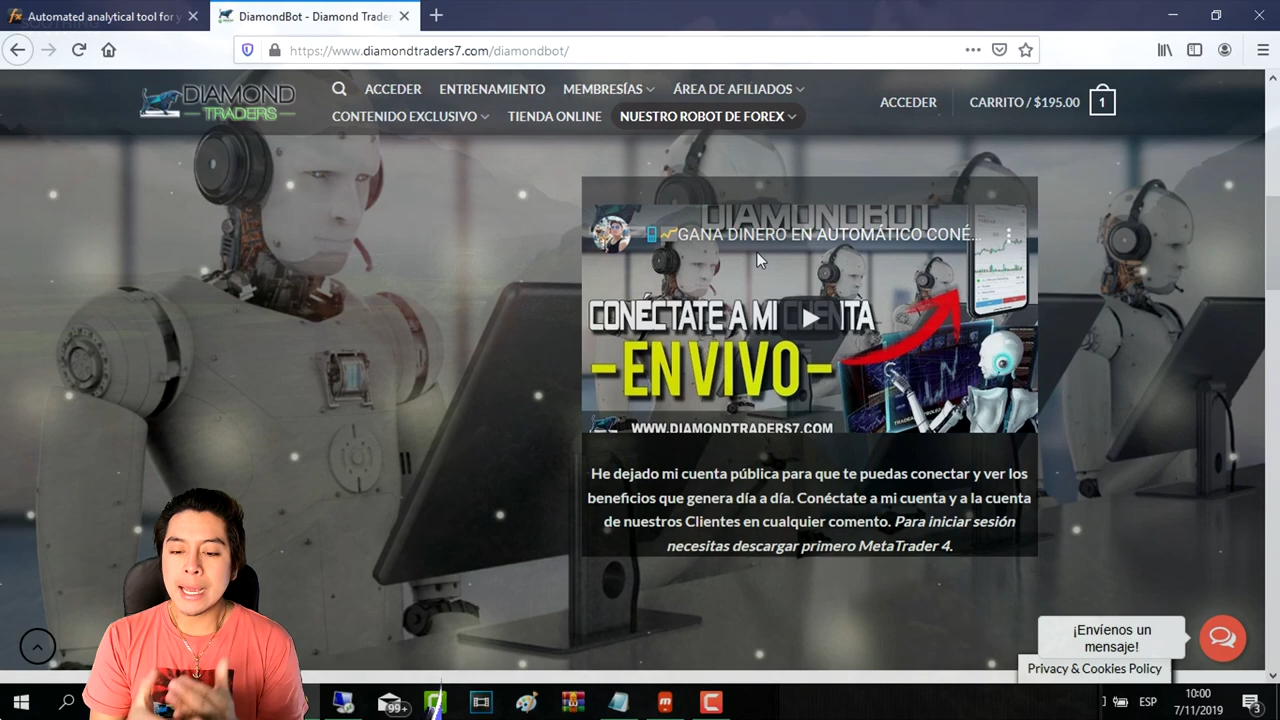 Automated analytical tool for y
DiamondBot - Diamond Trade
https://www.diamondtraders7.com/diamondbot/
DIAMOND
TRADERS
ACCEDER ENTRENAMIENTO MEMBRESÍAS ÁREA DE AFILIADOS
CONTENIDO EXCLUSIVO TIENDA ONLINE NUESTRO ROBOT DE FOREX
ACCEDER CARRITO / $195.00 1
DIAMONDBOT
GANA DINERO EN AUTOMÁTICO CONÉ...
CONÉCTATE A MI CUENTA
-EN VIVO-
WWW.DIAMONDTRADERS7.COM
He dejado mi cuenta pública para que te puedas conectar y ver los
beneficios que genera día a día. Conéctate a mi cuenta y a la cuenta
de nuestros Clientes en cualquier comento. Para iniciar sesión
necesitas descargar primero MetaTrader 4.
¡Envíenos un
mensaje!
Privacy & Cookies Policy
99+
ESP
10:00
7/11/2019
3